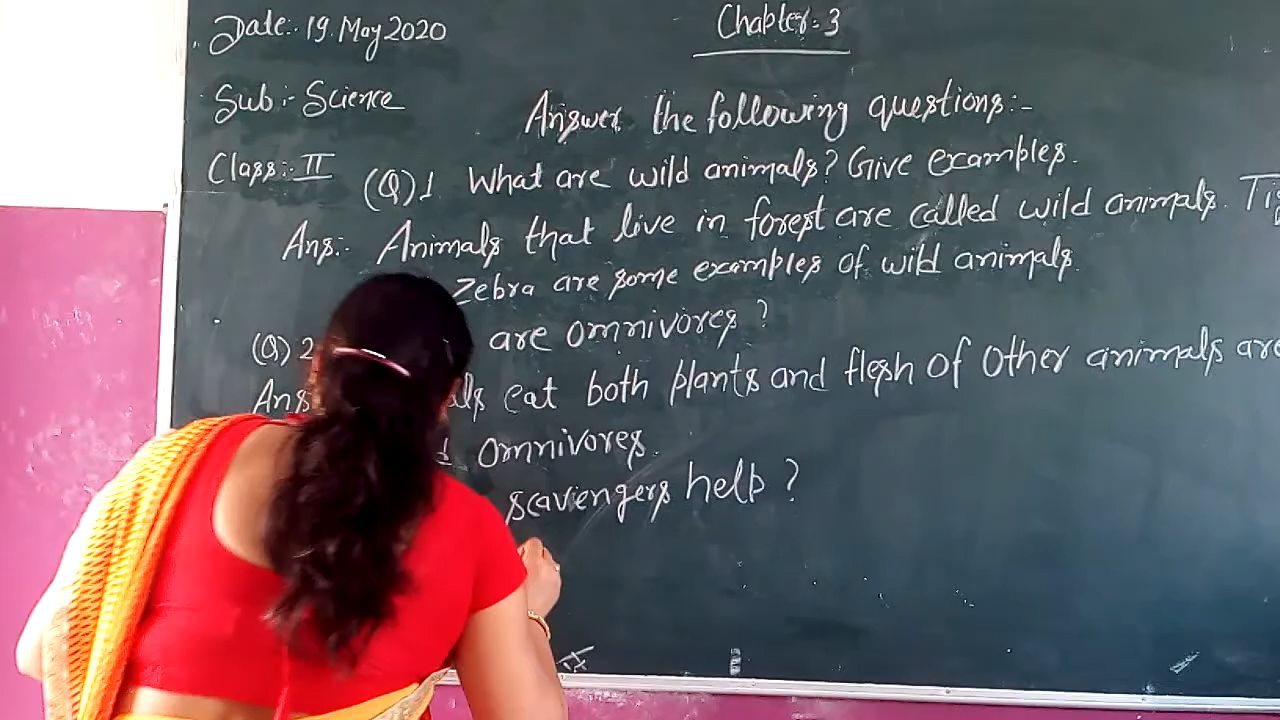 Date:- 19 May 2020
Chapter:- 3
Sub:- Science
Answer the following questions:-
Class:- II
(Q) 1. What are wild animals? Give examples.
Ans:- Animals that live in forest are called wild animals.
Zebra are some examples of wild animals.
(Q) 2 are omnivores?
Ans eat both plants and flesh of Other animals are
omnivores.
scavengers help?